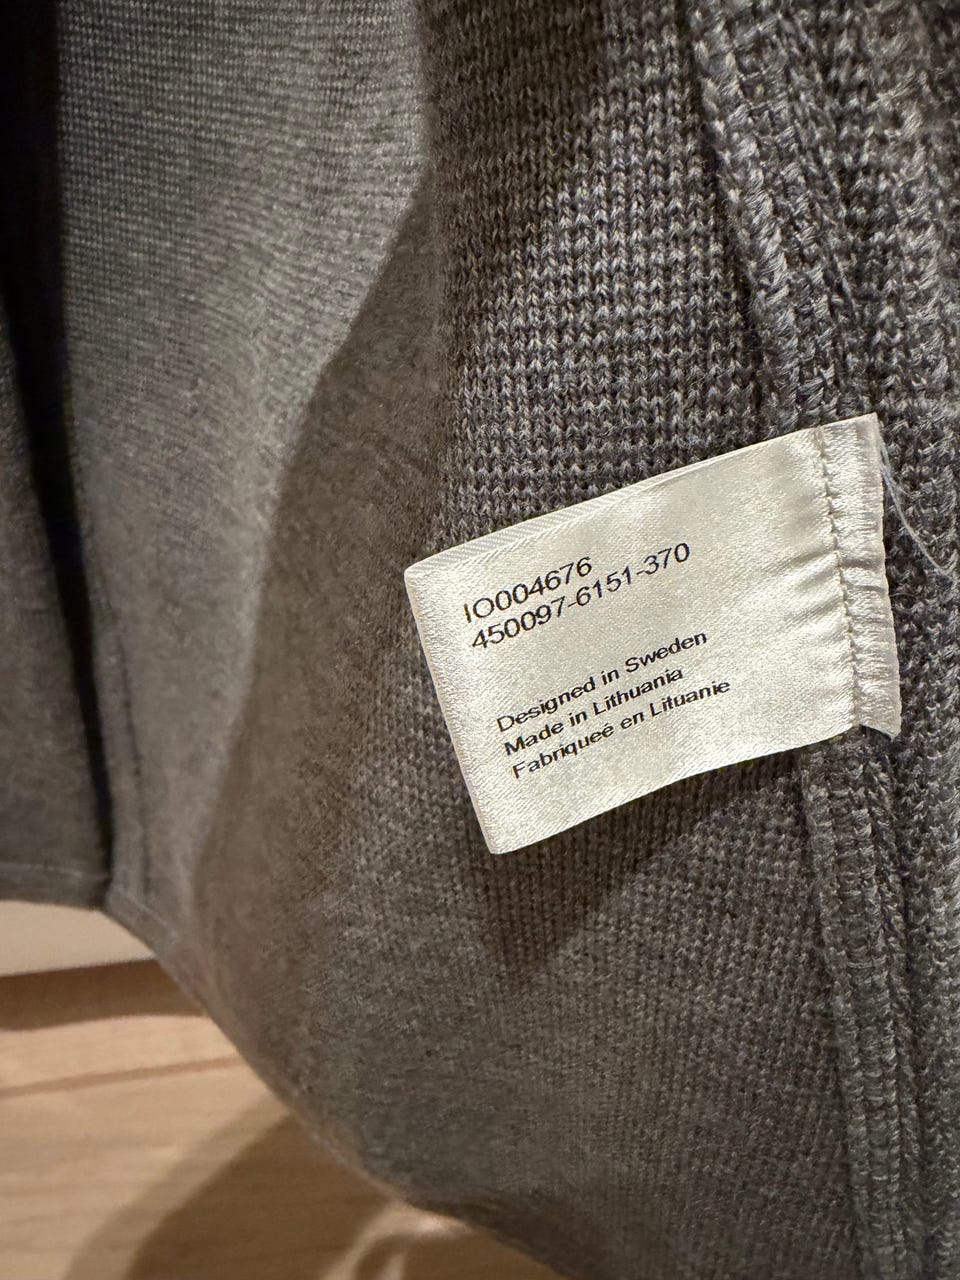 IO004676
450097-6151-370
Designed in Sweden
Made in Lithuania
Fabriqueé en Lituanie